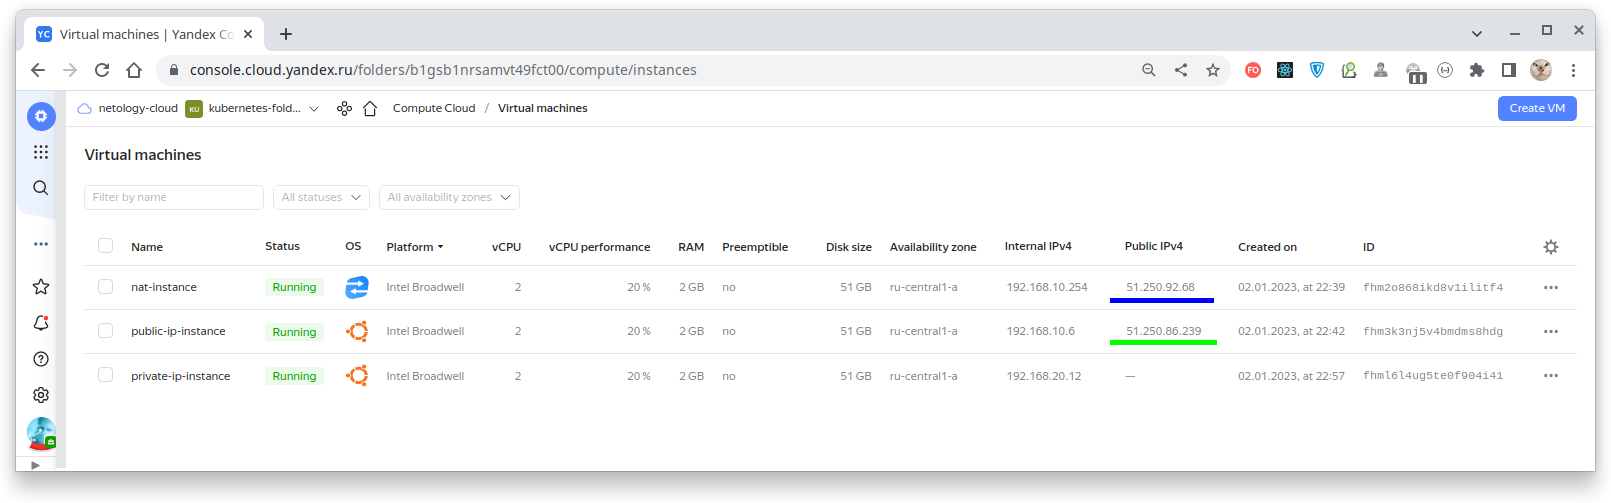 YC Virtual machines | Yandex Co
console.cloud.yandex.ru/folders/b1gsb1nrsamvt49fct00/compute/instances
FO
netology-cloud KU kubernetes-fold... Compute Cloud / Virtual machines Create VM
Virtual machines
Filter by name All statuses All availability zones
Name Status OS Platform vCPU vCPU performance RAM Preemptible Disk size Availability zone Internal IPv4 Public IPv4 Created on ID
nat-instance Running Intel Broadwell 2 20 % 2 GB no 51 GB ru-central1-a 192.168.10.254 51.250.92.68 02.01.2023, at 22:39 fhm2o868ikd8v1ilitf4
public-ip-instance Running Intel Broadwell 2 20 % 2 GB no 51 GB ru-central1-a 192.168.10.6 51.250.86.239 02.01.2023, at 22:42 fhm3k3nj5v4bmdms8hdg
private-ip-instance Running Intel Broadwell 2 20 % 2 GB no 51 GB ru-central1-a 192.168.20.12 — 02.01.2023, at 22:57 fhml6l4ug5te0f904i41